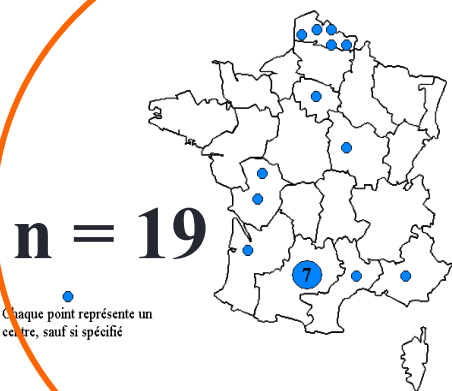 n = 19
7
Chaque point représente un
centre, sauf si spécifié